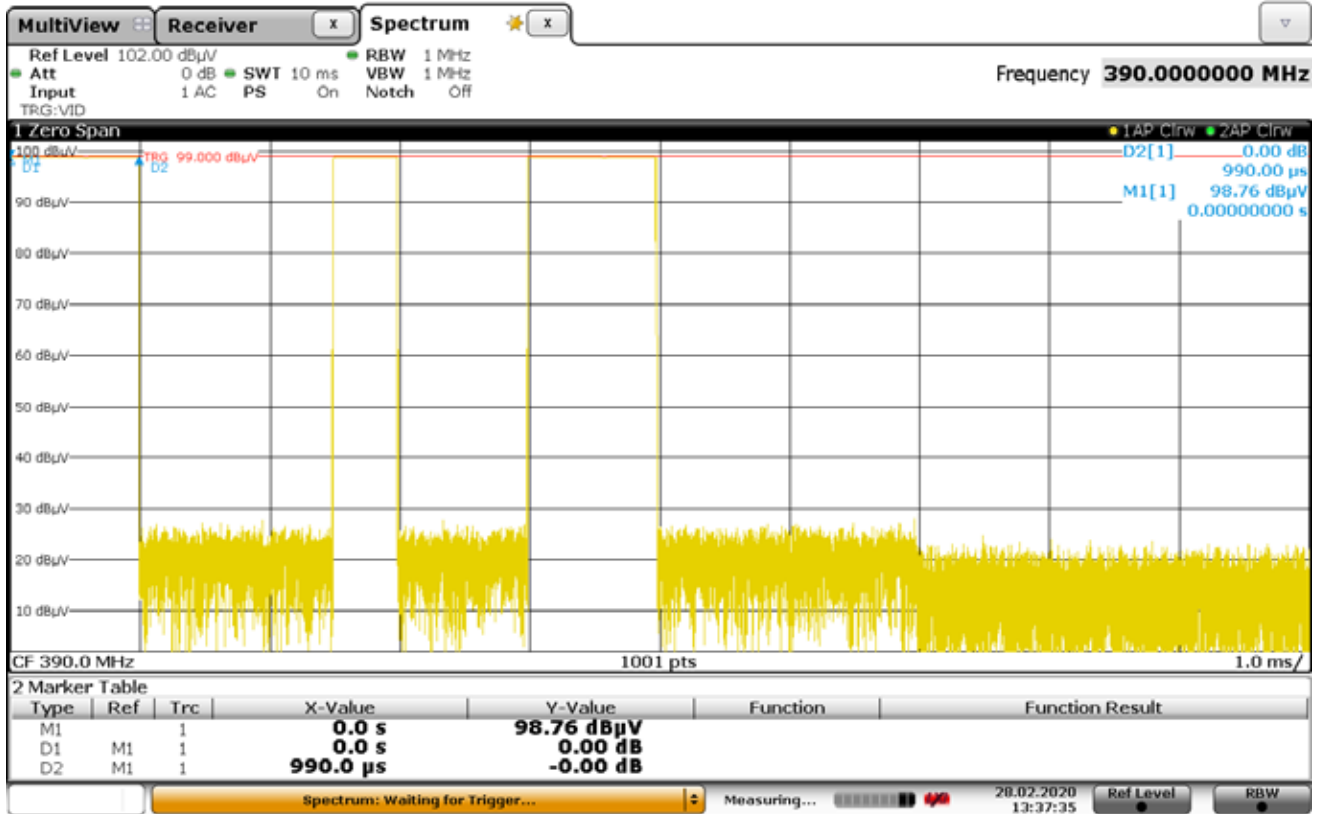 MultiView Receiver X Spectrum X
Ref Level 102.00 dBµV RBW 1 MHz
Att 0 dB SWT 10 ms VBW 1 MHz Frequency 390.0000000 MHz
Input 1 AC PS On Notch Off
TRG:VID
1 Zero Span 1AP Clrw 2AP Clrw
100 dBµV TRG 99.000 dBµV D2[1] 0.00 dB
M1 D1 D2 990.00 µs
M1[1] 98.76 dBµV
90 dBµV 0.00000000 s
80 dBµV
70 dBµV
60 dBµV
50 dBµV
40 dBµV
30 dBµV
20 dBµV
10 dBµV
CF 390.0 MHz 1001 pts 1.0 ms/
2 Marker Table
Type Ref Trc X-Value Y-Value Function Function Result
M1 1 0.0 s 98.76 dBµV
D1 M1 1 0.0 s 0.00 dB
D2 M1 1 990.0 µs -0.00 dB
Spectrum: Waiting for Trigger... Measuring... 28.02.2020 Ref Level RBW
13:37:35